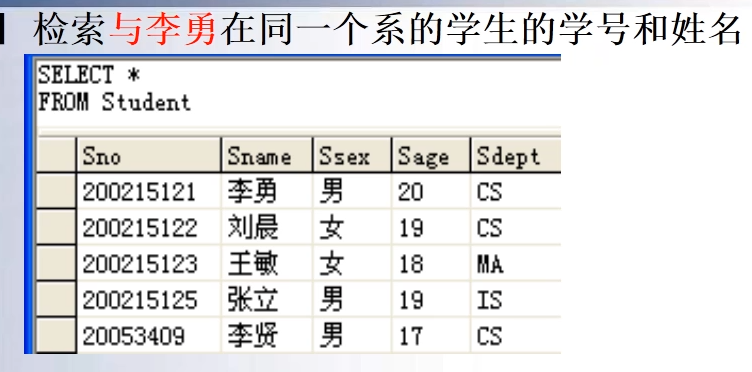 检索与李勇在同一个系的学生的学号和姓名
SELECT *
FROM Student
Sno Sname Ssex Sage Sdept
200215121 李勇 男 20 CS
200215122 刘晨 女 19 CS
200215123 王敏 女 18 MA
200215125 张立 男 19 IS
20053409 李贤 男 17 CS